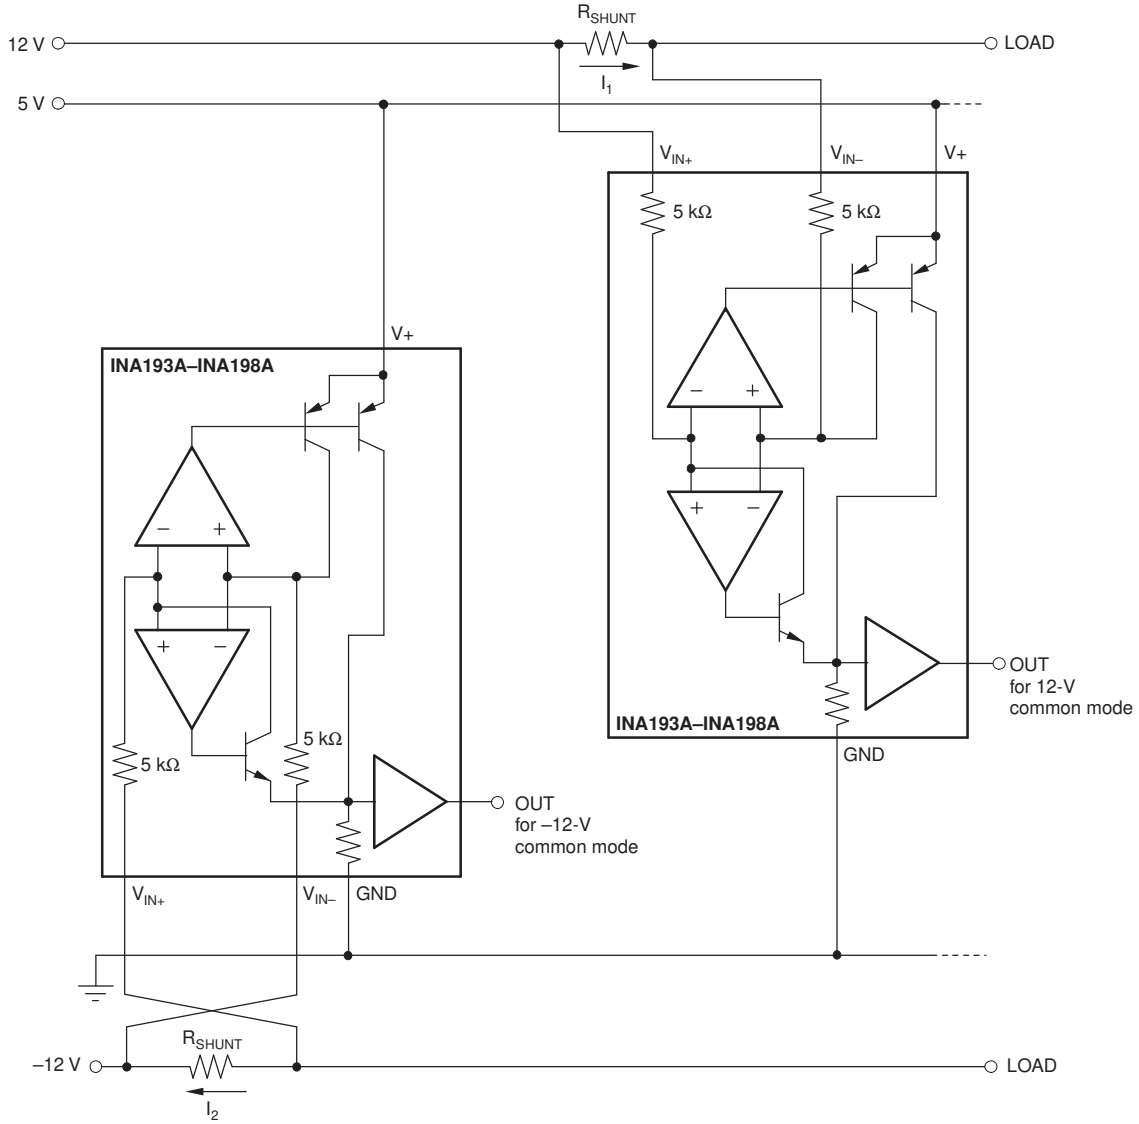 R_SHUNT
12 V
LOAD
I_1
5 V
V_IN+
V_IN–
V+
5 kΩ
5 kΩ
V+
INA193A–INA198A
–
+
–
+
+
–
–
+
+
–
OUT
for 12-V
common mode
INA193A–INA198A
GND
5 kΩ
5 kΩ
OUT
for –12-V
common mode
V_IN+
V_IN–
GND
R_SHUNT
–12 V
LOAD
I_2